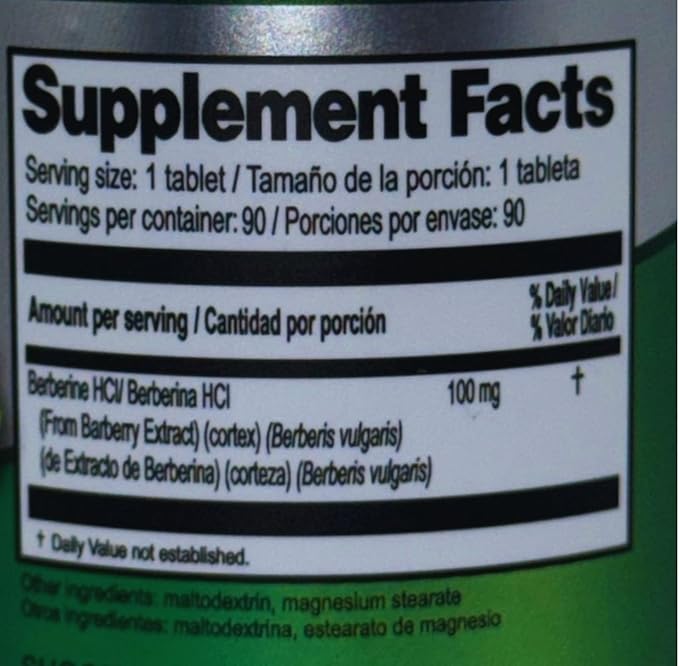 Supplement Facts
Serving size: 1 tablet / Tamaño de la porción: 1 tableta
Servings per container: 90 / Porciones por envase: 90
% Daily Value/
Amount per serving / Cantidad por porción
% Valor Diario
Berberine HCl/ Berberina HCl 100 mg †
(From Barberry Extract) (cortex) (Berberis vulgaris)
(de Extracto de Berberina) (corteza) (Berberis vulgaris)
† Daily Value not established.
Other ingredients: maltodextrin, magnesium stearate
Otros ingredientes: maltodextrina, estearato de magnesio